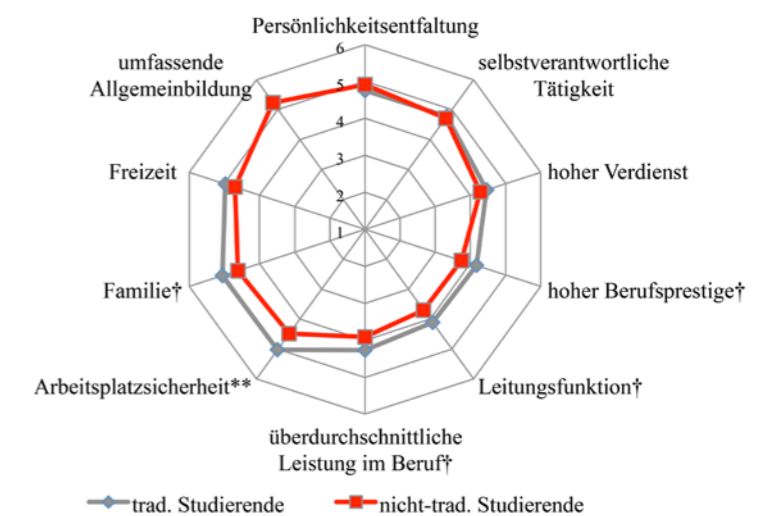 Persönlichkeitsentfaltung
umfassende
Allgemeinbildung
selbstverantwortliche
Tätigkeit
6
5
4
3
2
1
Freizeit
hoher Verdienst
Familie†
hoher Berufsprestige†
Arbeitsplatzsicherheit**
Leitungsfunktion†
überdurchschnittliche
Leistung im Beruf†
trad. Studierende
nicht-trad. Studierende